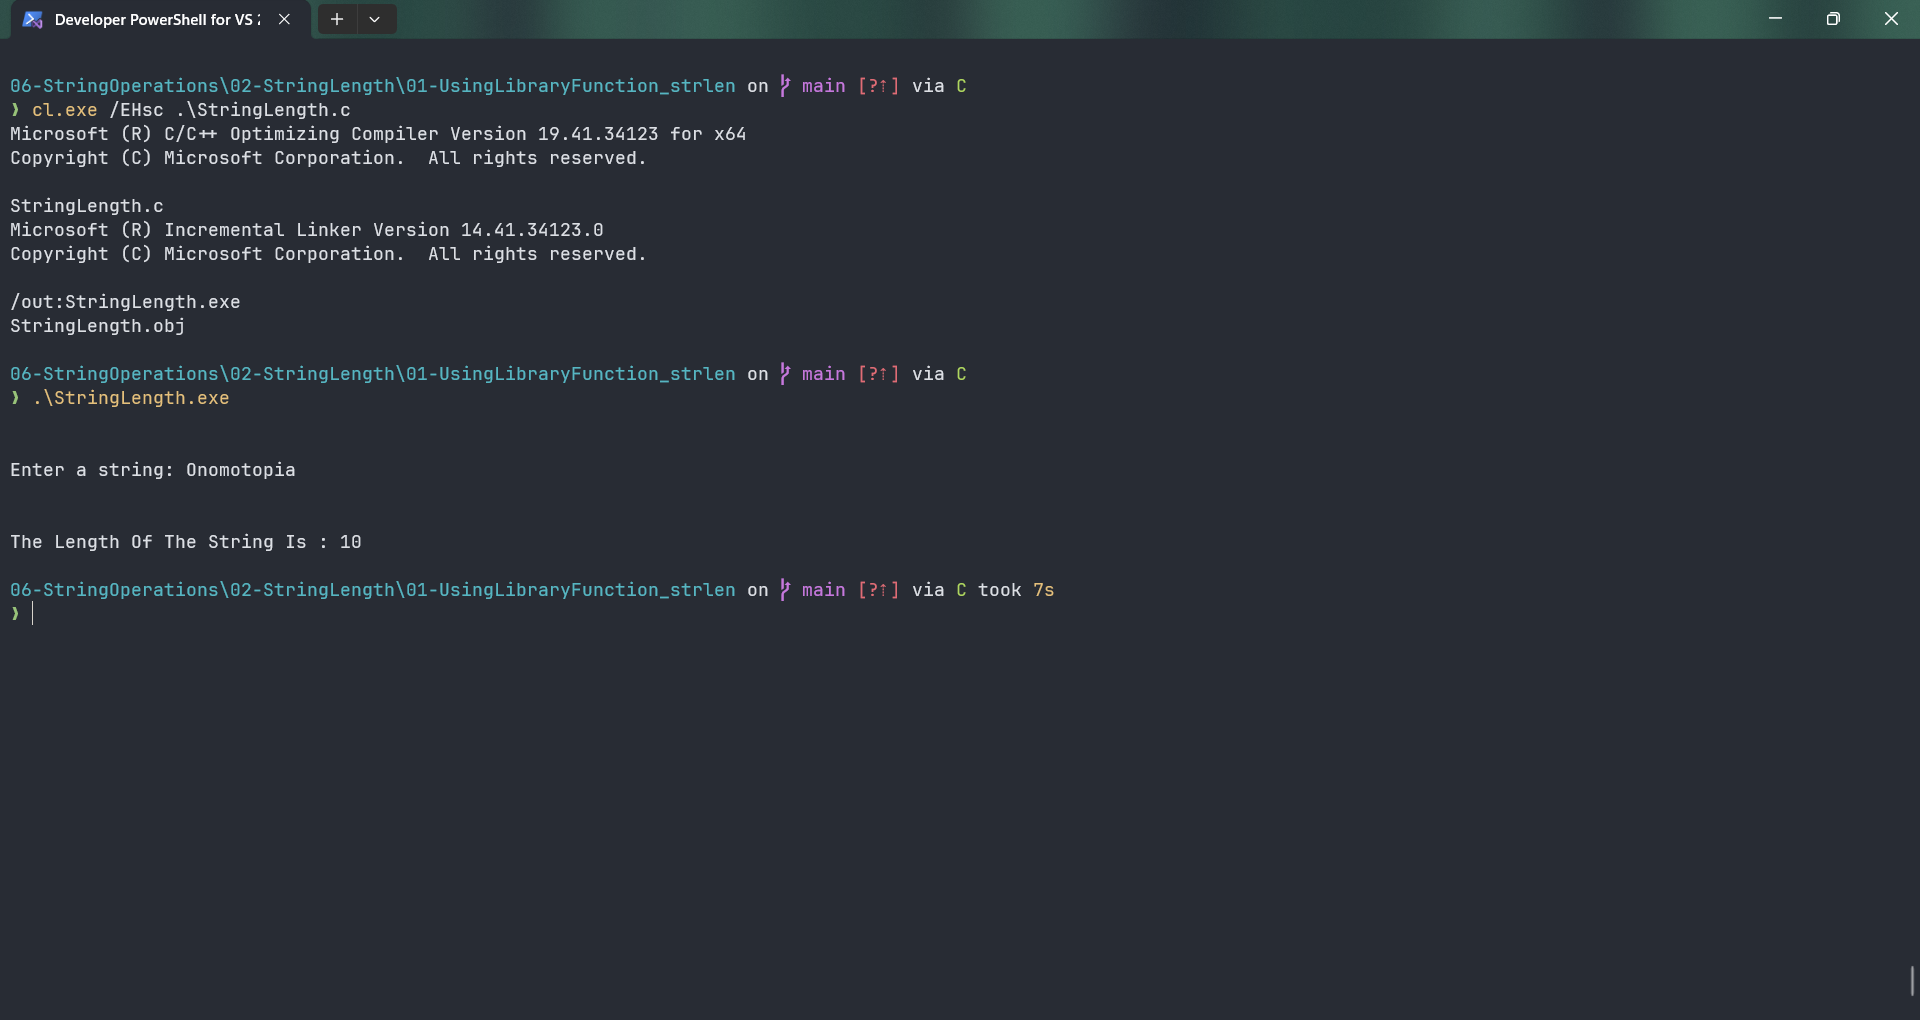 Developer PowerShell for VS 2
06-StringOperations\02-StringLength\01-UsingLibraryFunction_strlen on main [?⇡] via C
❯ cl.exe /EHsc .\StringLength.c
Microsoft (R) C/C++ Optimizing Compiler Version 19.41.34123 for x64
Copyright (C) Microsoft Corporation.  All rights reserved.
StringLength.c
Microsoft (R) Incremental Linker Version 14.41.34123.0
Copyright (C) Microsoft Corporation.  All rights reserved.
/out:StringLength.exe
StringLength.obj
06-StringOperations\02-StringLength\01-UsingLibraryFunction_strlen on main [?⇡] via C
❯ .\StringLength.exe
Enter a string: Onomotopia
The Length Of The String Is : 10
06-StringOperations\02-StringLength\01-UsingLibraryFunction_strlen on main [?⇡] via C took 7s
❯